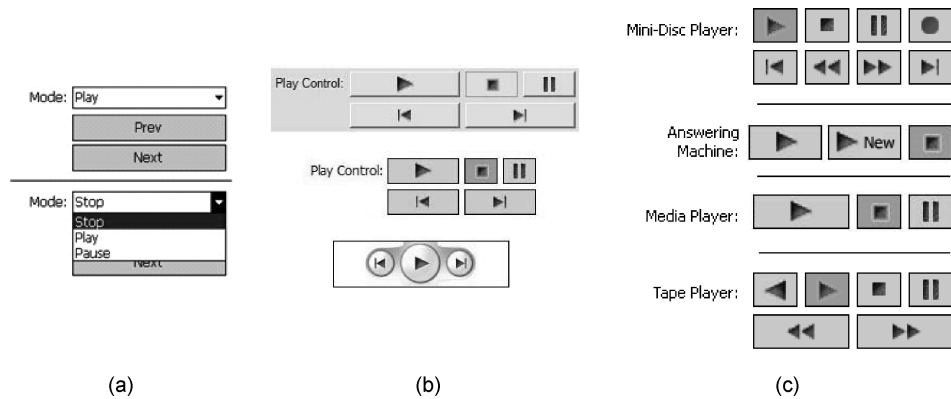 Mode: Play
Prev
Next
Mode: Stop
Stop
Play
Pause
Next
(a)
Play Control:
Play Control:
(b)
Mini-Disc Player:
Answering
Machine:
New
Media Player:
Tape Player:
(c)